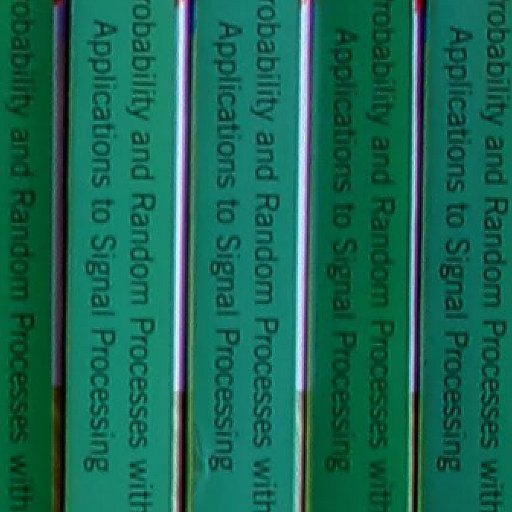 robability and Random Processes with
Applications to Signal Processing
robability and Random Processes with
Applications to Signal Processing
robability and Random Processes with
Applications to Signal Processing
robability and Random Processes with
Applications to Signal Processing
obability and Random Processes with